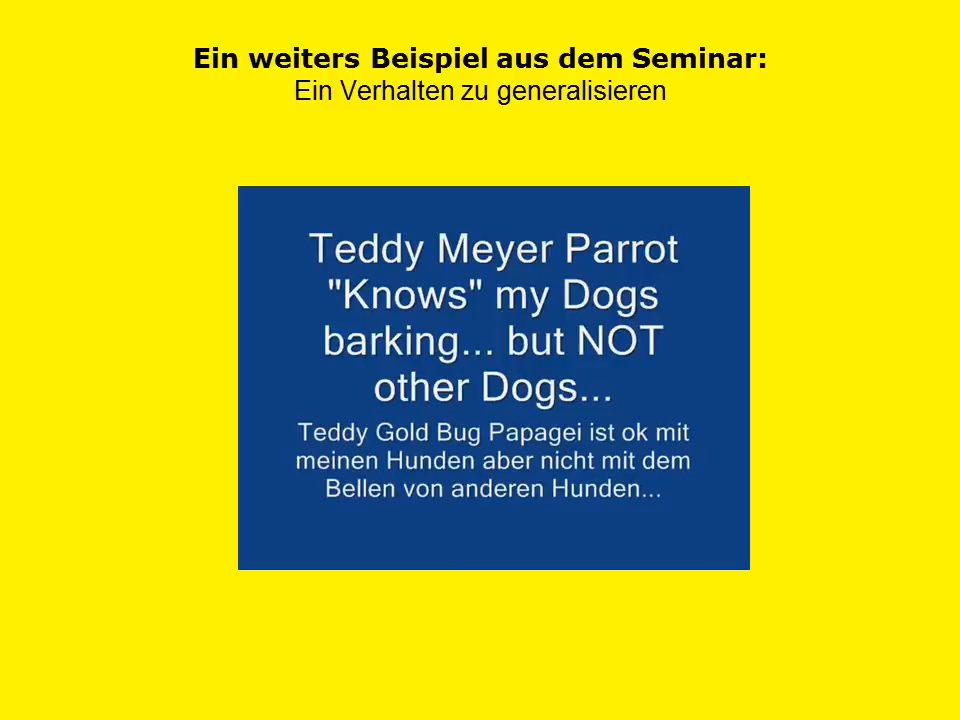 Ein weiters Beispiel aus dem Seminar:
Ein Verhalten zu generalisieren
Teddy Meyer Parrot
"Knows" my Dogs
barking... but NOT
other Dogs...
Teddy Gold Bug Papagei ist ok mit
meinen Hunden aber nicht mit dem
Bellen von anderen Hunden...